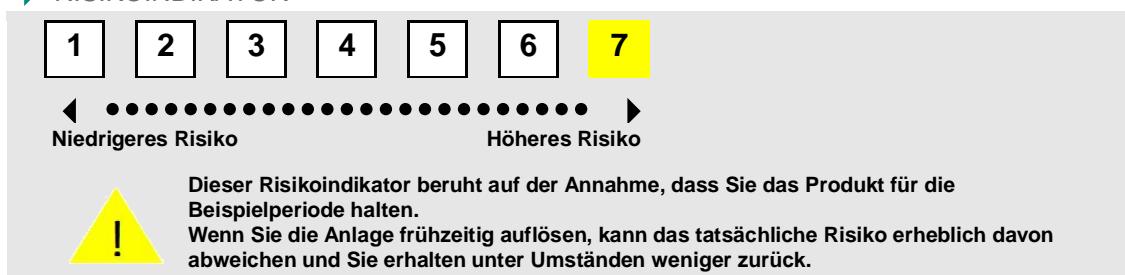 RISIKOINDIKATOR
1 2 3 4 5 6 7
Niedrigeres Risiko Höheres Risiko
Dieser Risikoindikator beruht auf der Annahme, dass Sie das Produkt für die
Beispielperiode halten.
Wenn Sie die Anlage frühzeitig auflösen, kann das tatsächliche Risiko erheblich davon
abweichen und Sie erhalten unter Umständen weniger zurück.